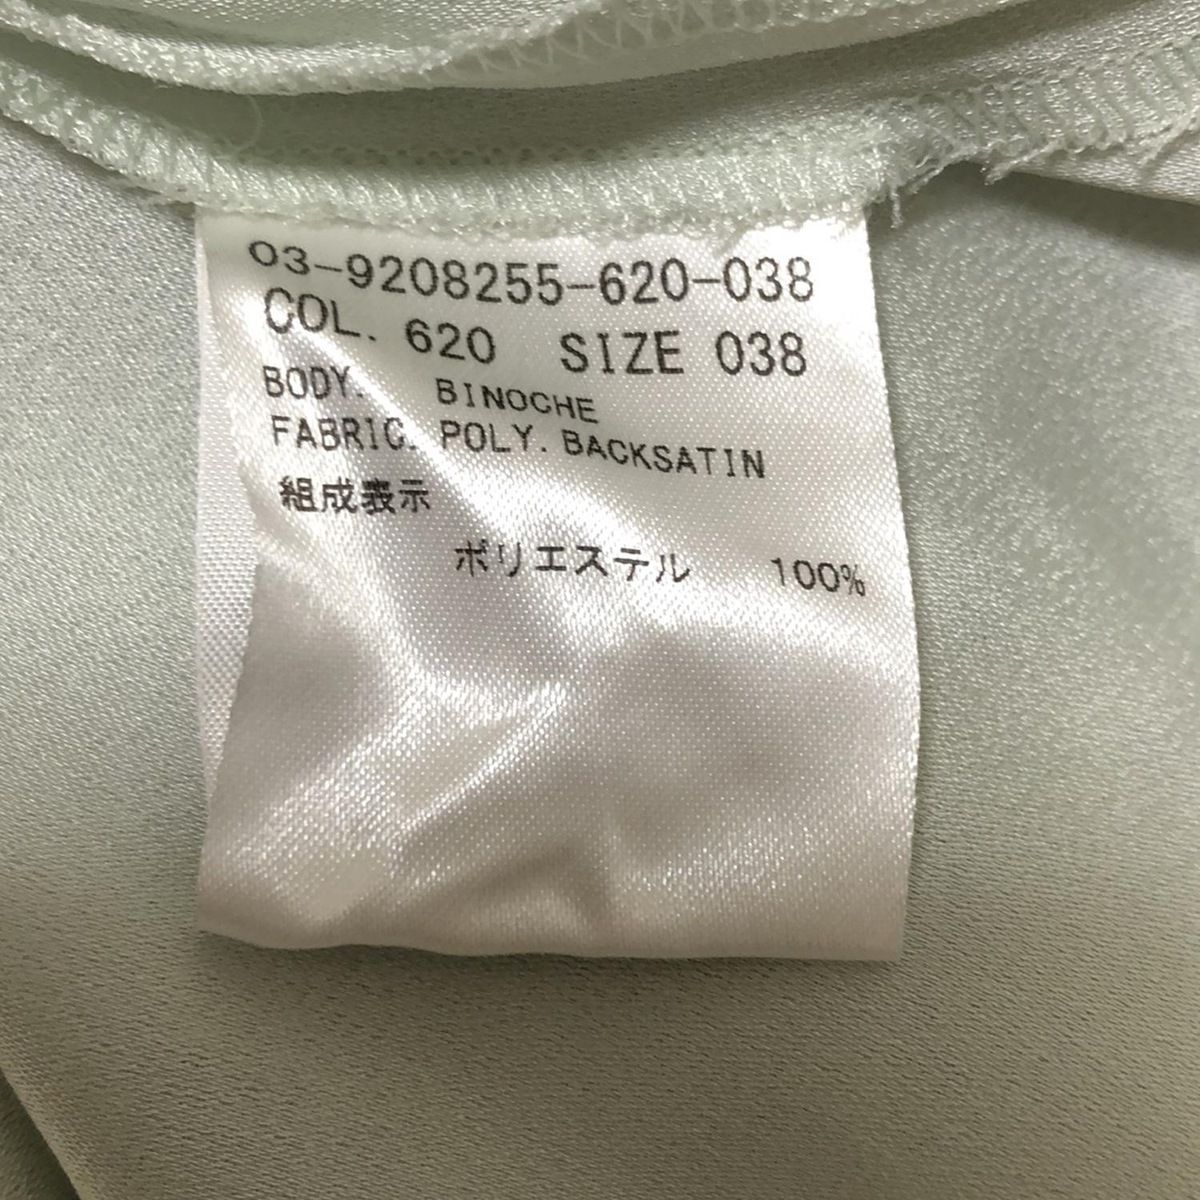 03-9208255-620-038
COL. 620 SIZE 038
BODY. BINOCHE
FABRIC. POLY. BACKSATIN
組成表示
ポリエステル 100%